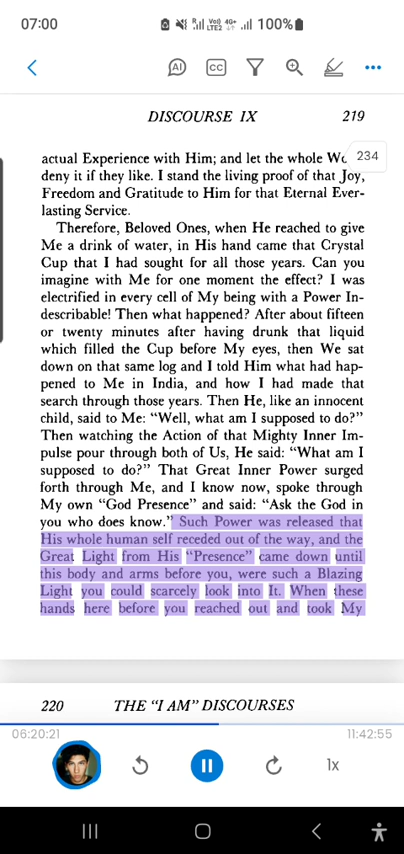 07:00
Voo)
LTE2
4G+
100%
AI
CC
DISCOURSE IX 219
234
actual Experience with Him; and let the whole Wo
deny it if they like. I stand the living proof of that Joy,
Freedom and Gratitude to Him for that Eternal Ever-
lasting Service.
Therefore, Beloved Ones, when He reached to give
Me a drink of water, in His hand came that Crystal
Cup that I had sought for all those years. Can you
imagine with Me for one moment the effect? I was
electrified in every cell of My being with a Power In-
describable! Then what happened? After about fifteen
or twenty minutes after having drunk that liquid
which filled the Cup before My eyes, then We sat
down on that same log and I told Him what had hap-
pened to Me in India, and how I had made that
search through those years. Then He, like an innocent
child, said to Me: “Well, what am I supposed to do?”
Then watching the Action of that Mighty Inner Im-
pulse pour through both of Us, He said: “What am I
supposed to do?” That Great Inner Power surged
forth through Me, and I know now, spoke through
My own “God Presence” and said: “Ask the God in
you who does know.” Such Power was released that
His whole human self receded out of the way, and the
Great Light from His “Presence” came down until
this body and arms before you, were such a Blazing
Light you could scarcely look into It. When these
hands here before you reached out and took My
220 THE “I AM” DISCOURSES
06:20:21 11:42:55
1x